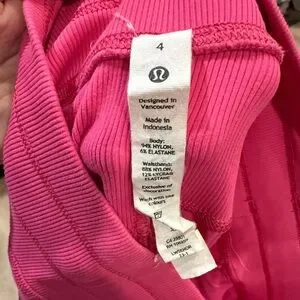 4
Designed in
Vancouver
Made in
Indonesia
Body:
94% NYLON,
6% ELASTANE
Waistband:
88% NYLON,
12% LYCRA®
ELASTANE
Exclusive of
decoration
Wash with like
colours